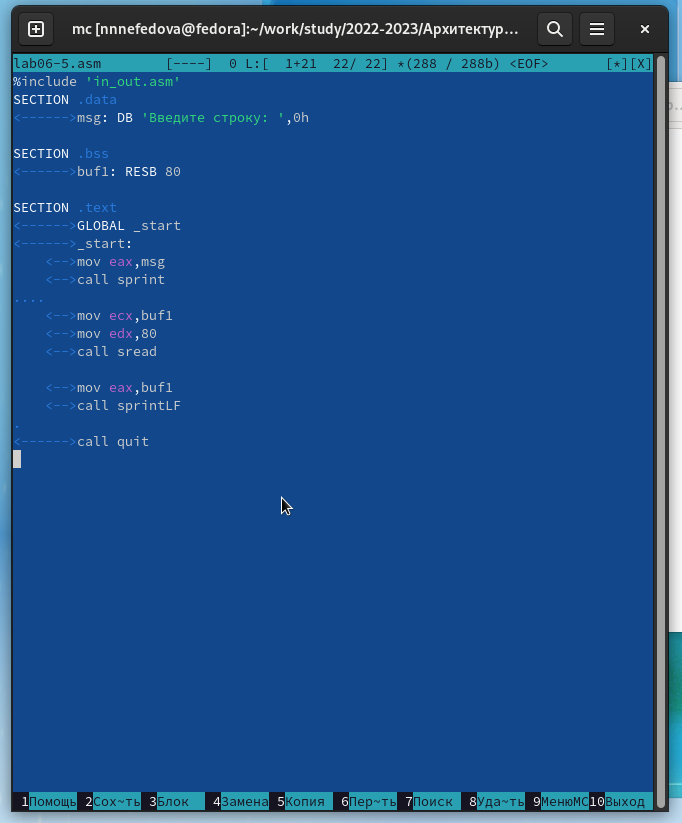 mc [nnnefedova@fedora]:~/work/study/2022-2023/Архитектур...
lab06-5.asm [----] 0 L:[ 1+21 22/ 22] *(288 / 288b) <EOF> [*][X]
%include 'in_out.asm'
SECTION .data
<------>msg: DB 'Введите строку: ',0h
SECTION .bss
<------>buf1: RESB 80
SECTION .text
<------>GLOBAL _start
<------>_start:
<-->mov eax,msg
<-->call sprint
....
<-->mov ecx,buf1
<-->mov edx,80
<-->call sread
<-->mov eax,buf1
<-->call sprintLF
.
<------>call quit
1Помощь 2Сох~ть 3Блок 4Замена 5Копия 6Пер~ть 7Поиск 8Уда~ть 9МенюMC 10Выход